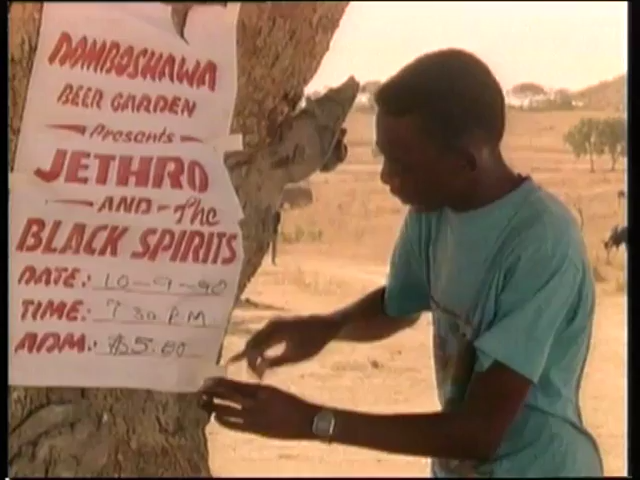 DOMBOSHAWA
BEER GARDEN
Presents
JETHRO
AND The
BLACK SPIRITS
DATE: 10-9-90
TIME: 7 30 PM
ADM: $5.00